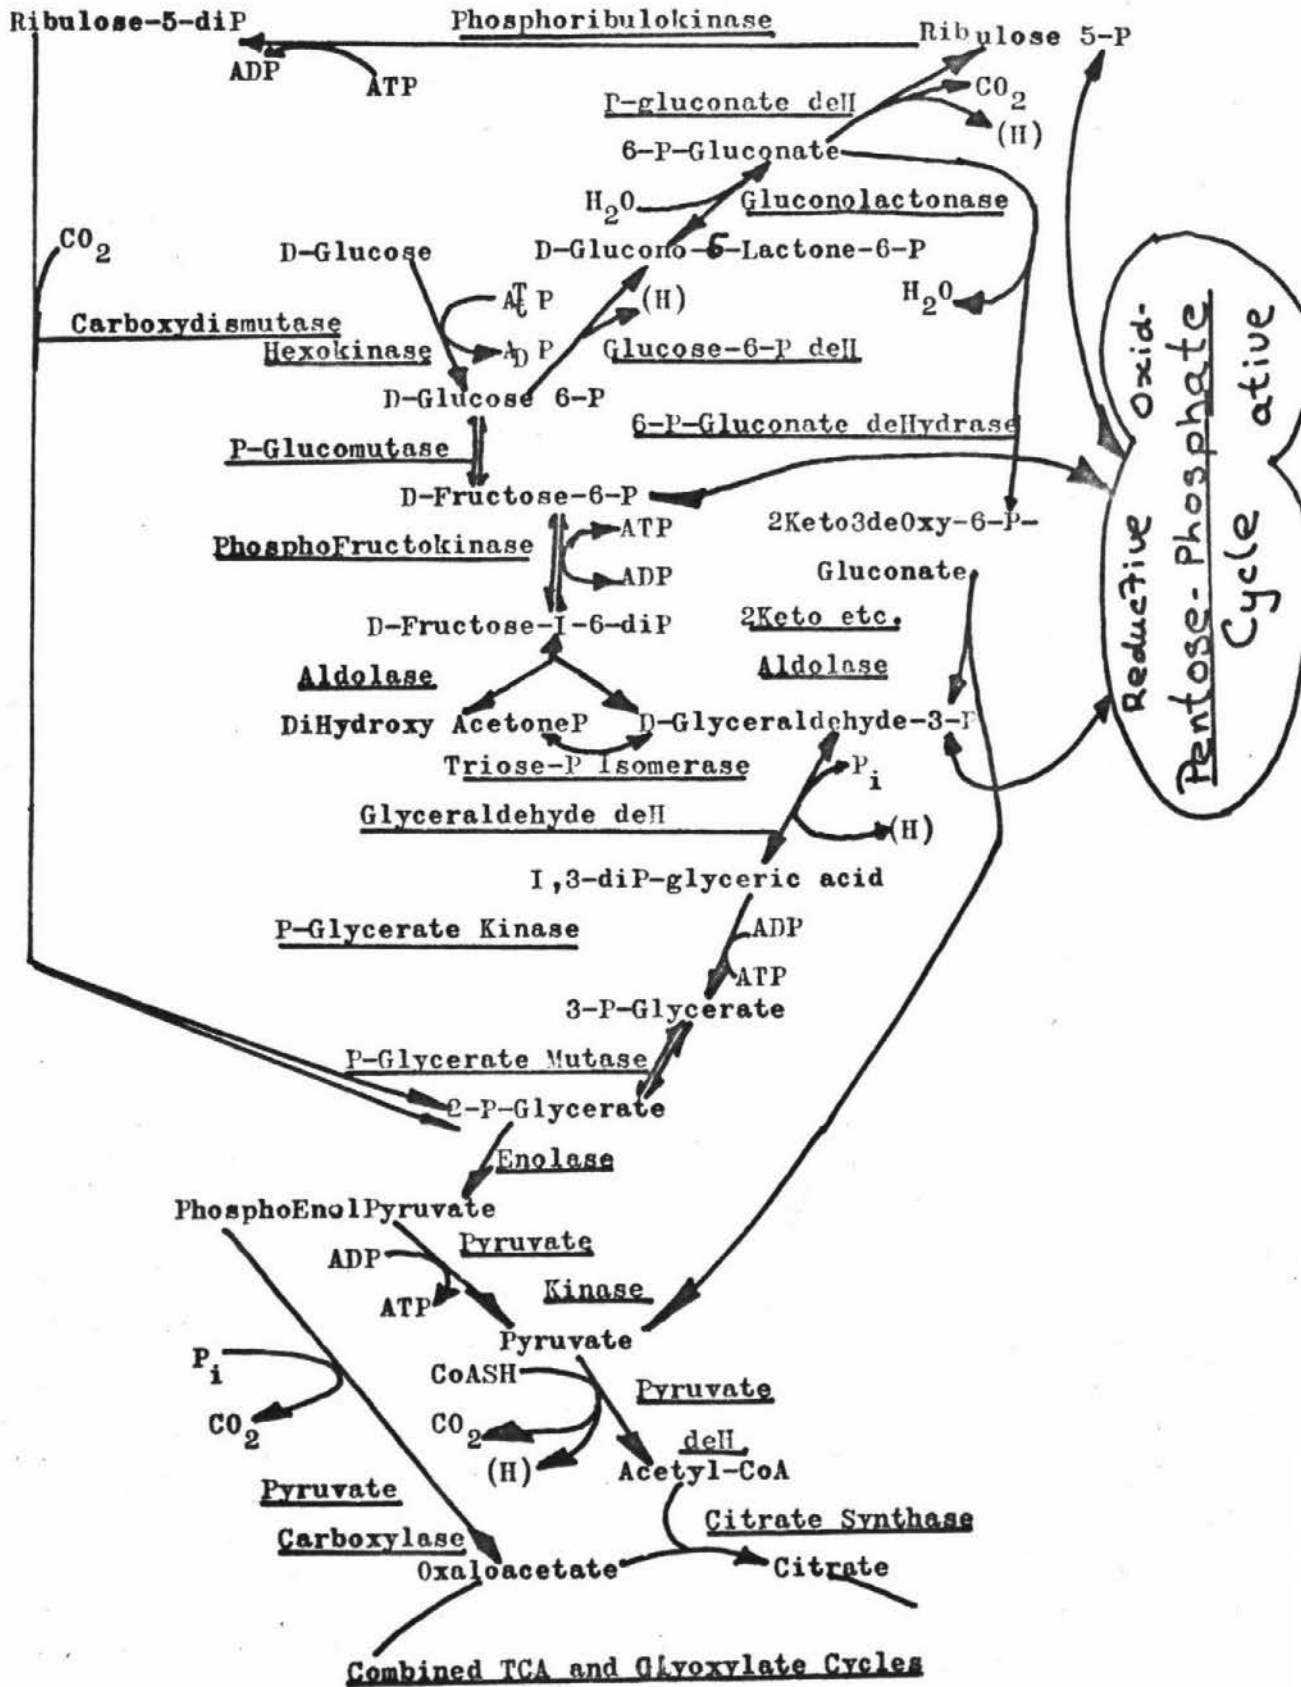 Ribulose-5-diP
Phosphoribulokinase
Ribulose 5-P
ADP
ATP
P-gluconate deH
CO2
(H)
6-P-Gluconate
H2O
Gluconolactonase
CO2
D-Glucose
D-Glucono-δ-Lactone-6-P
ATP
(H)
H2O
Carboxydismutase
Hexokinase
ADP
Glucose-6-P deH
D-Glucose 6-P
6-P-Gluconate deHydrase
P-Glucomutase
D-Fructose-6-P
2Keto3deOxy-6-P-
Gluconate
ATP
PhosphoFructokinase
ADP
D-Fructose-I-6-diP
2Keto etc.
Aldolase
Aldolase
DiHydroxy AcetoneP
D-Glyceraldehyde-3-P
Triose-P Isomerase
Pi
Glyceraldehyde deH
(H)
Reductive Oxid-
Pentose-Phosphate
Cycle ative
I,3-diP-glyceric acid
P-Glycerate Kinase
ADP
ATP
3-P-Glycerate
P-Glycerate Mutase
2-P-Glycerate
Enolase
PhosphoEnolPyruvate
ADP
Pyruvate
Kinase
ATP
Pyruvate
Pi
CoASH
Pyruvate
deH
CO2
CO2
(H)
Acetyl-CoA
Pyruvate
Carboxylase
Citrate Synthase
Oxaloacetate
Citrate
Combined TCA and Glyoxylate Cycles